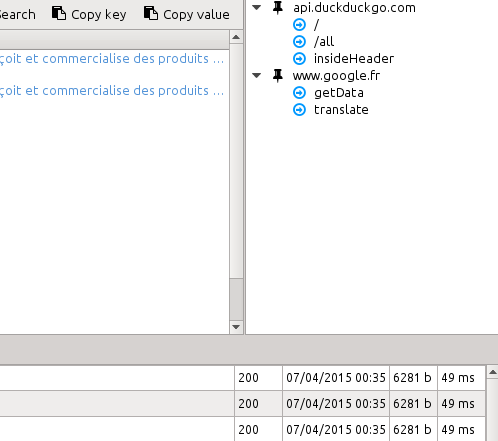 Search Copy key Copy value
çoit et commercialise des produits ...
çoit et commercialise des produits ...
api.duckduckgo.com
/
/all
insideHeader
www.google.fr
getData
translate
200 07/04/2015 00:35 6281 b 49 ms
200 07/04/2015 00:35 6281 b 49 ms
200 07/04/2015 00:35 6281 b 49 ms